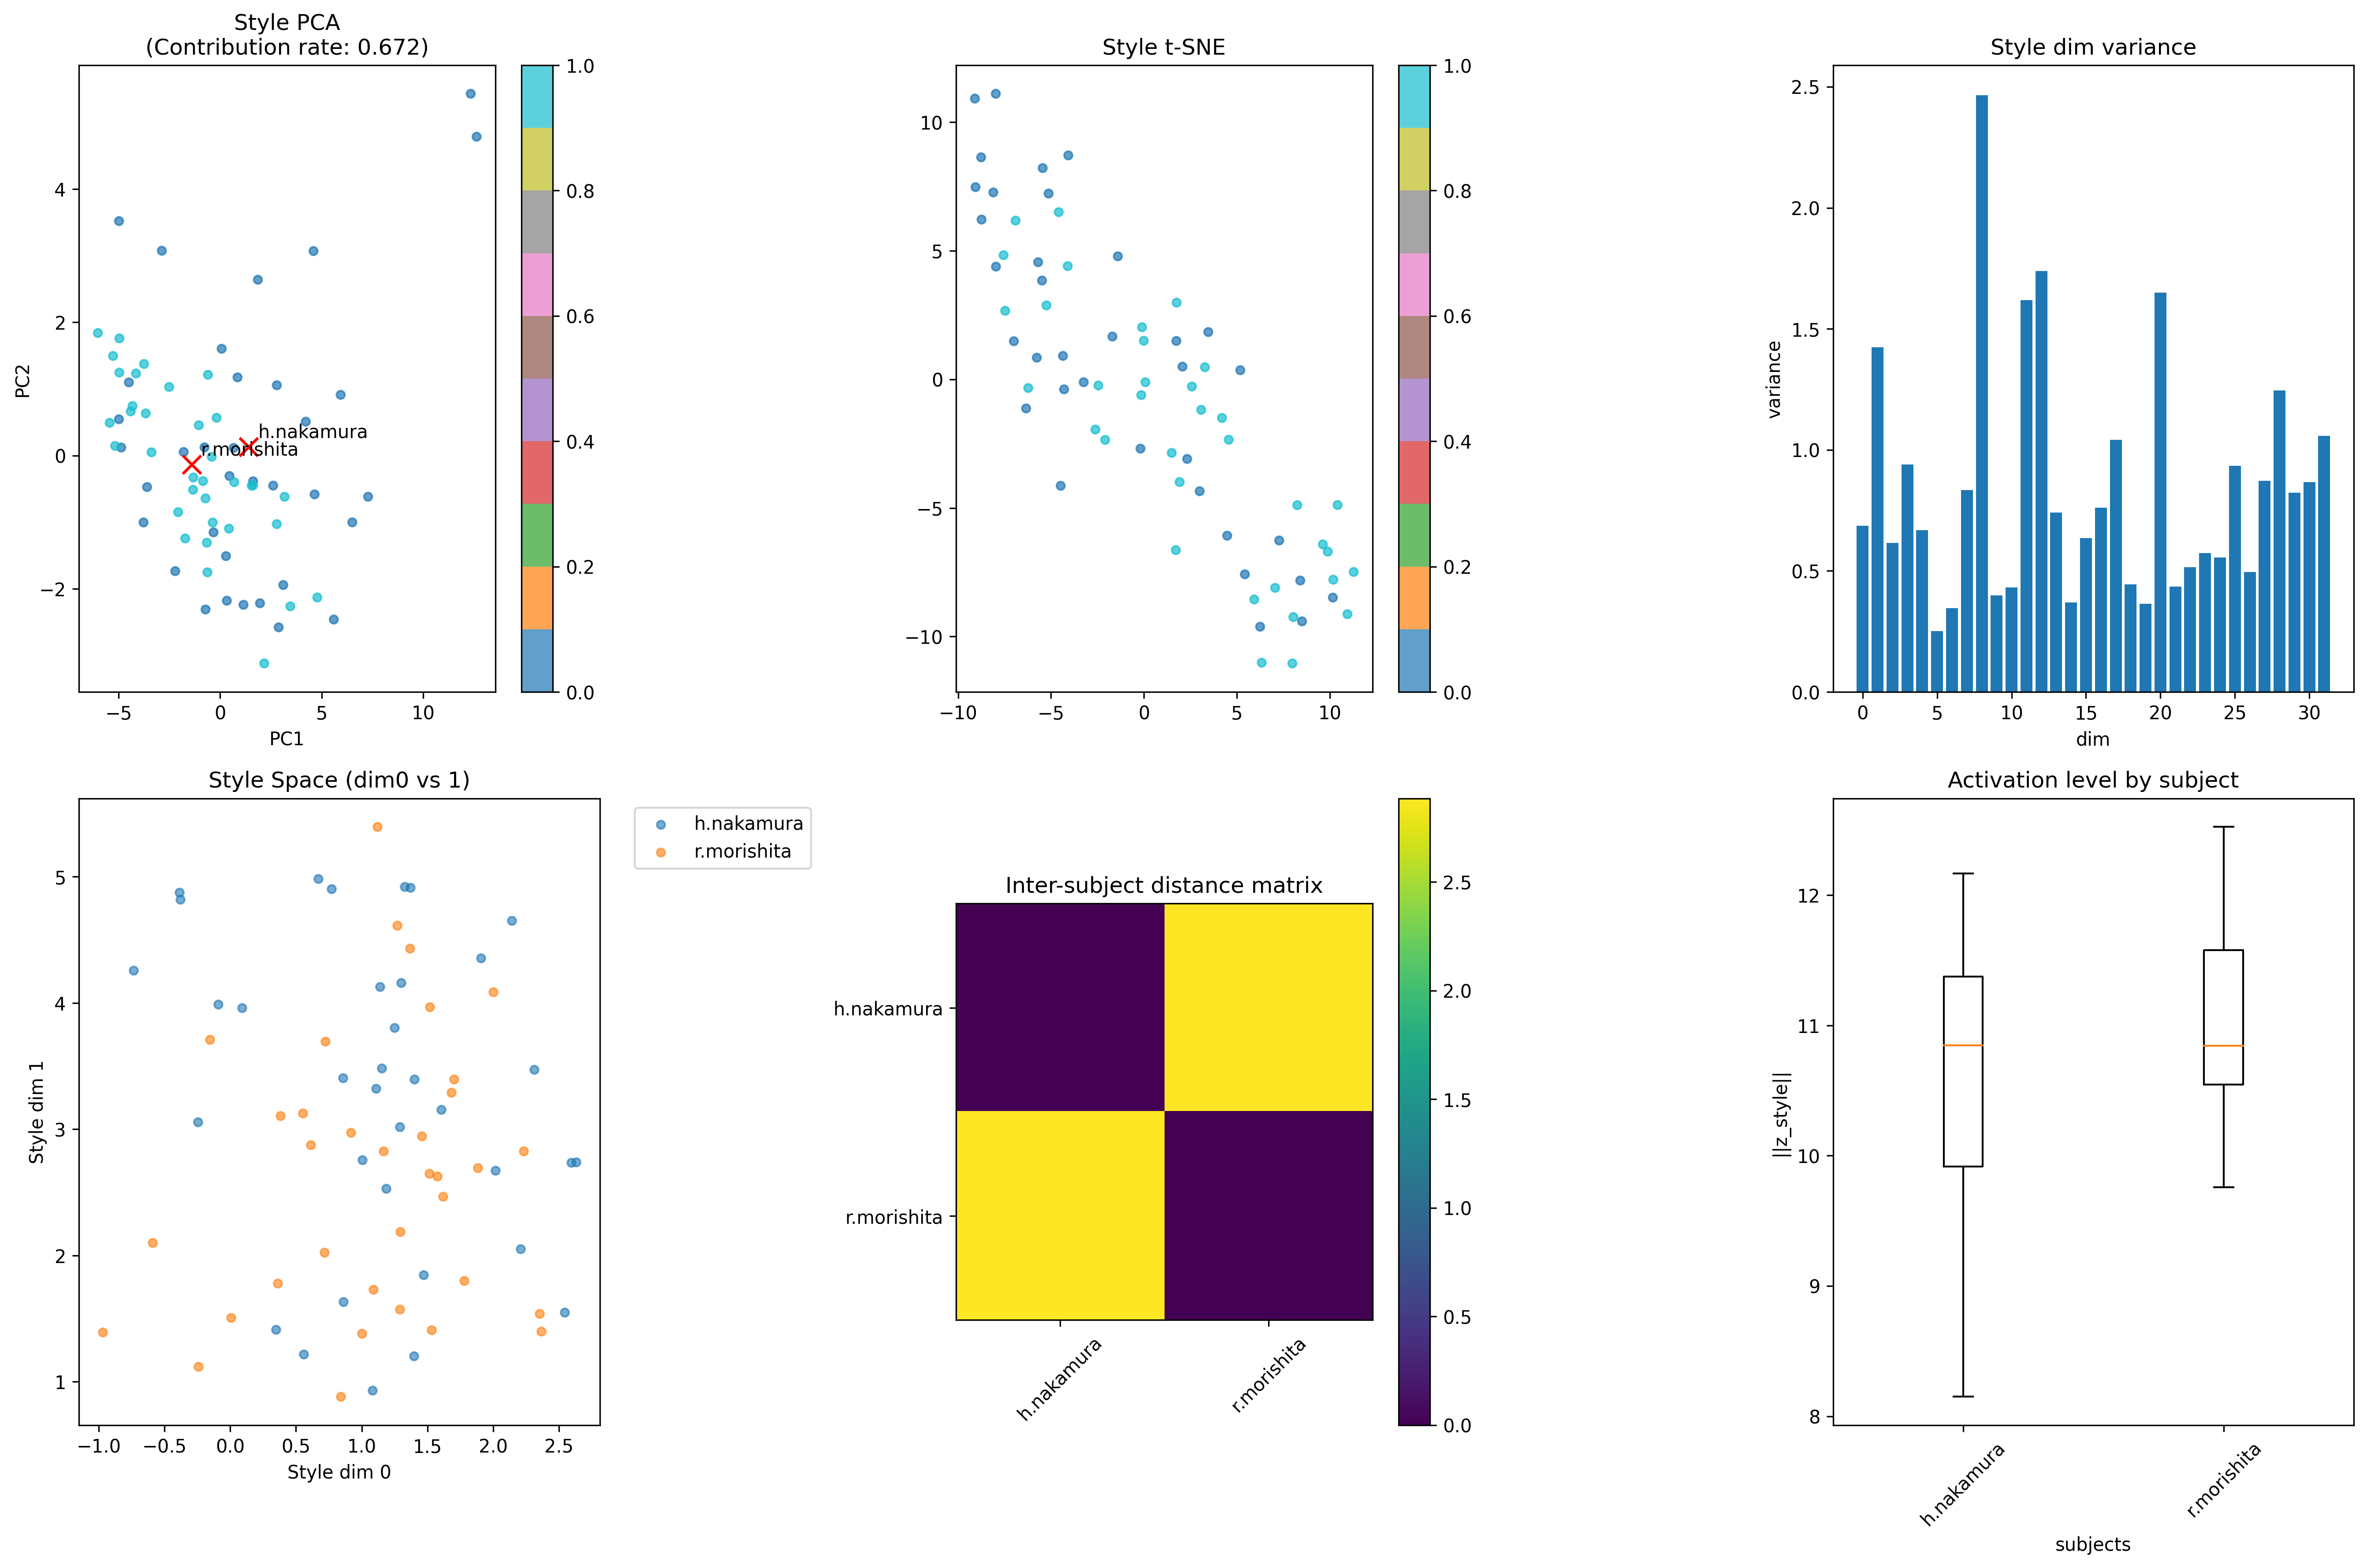 Style PCA
(Contribution rate: 0.672)
PC2
4
2
0
−2
−5
0
5
10
PC1
h.nakamura
r.morishita
1.0
0.8
0.6
0.4
0.2
0.0
Style t-SNE
10
5
0
−5
−10
−10
−5
0
5
10
1.0
0.8
0.6
0.4
0.2
0.0
Style dim variance
variance
2.5
2.0
1.5
1.0
0.5
0.0
0
5
10
15
20
25
30
dim
Style Space (dim0 vs 1)
Style dim 1
5
4
3
2
1
−1.0
−0.5
0.0
0.5
1.0
1.5
2.0
2.5
Style dim 0
h.nakamura
r.morishita
Inter-subject distance matrix
h.nakamura
r.morishita
h.nakamura
r.morishita
2.5
2.0
1.5
1.0
0.5
0.0
Activation level by subject
||z_style||
12
11
10
9
8
h.nakamura
r.morishita
subjects